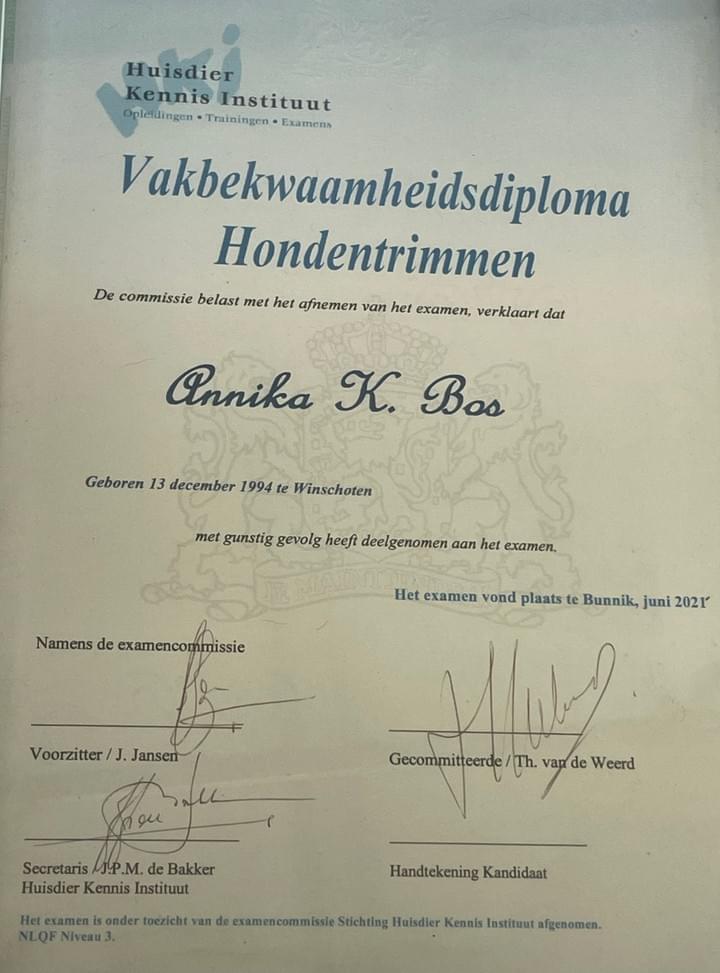 Huisdier
Kennis Instituut
Opleidingen • Trainingen • Examens
Vakbekwaamheidsdiploma
Hondentrimmen
De commissie belast met het afnemen van het examen, verklaart dat
Annika K. Bos
Geboren 13 december 1994 te Winschoten
met gunstig gevolg heeft deelgenomen aan het examen.
Het examen vond plaats te Bunnik, juni 2021
Namens de examencommissie
Voorzitter / J. Jansen
Gecommitteerde / Th. van de Weerd
Secretaris / J.P.M. de Bakker
Huisdier Kennis Instituut
Handtekening Kandidaat
Het examen is onder toezicht van de examencommissie Stichting Huisdier Kennis Instituut afgenomen.
NLQF Niveau 3.